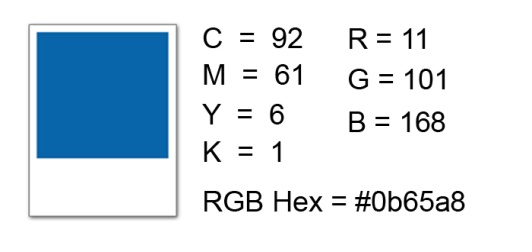 C = 92
M = 61
Y = 6
K = 1
R = 11
G = 101
B = 168
RGB Hex = #0b65a8